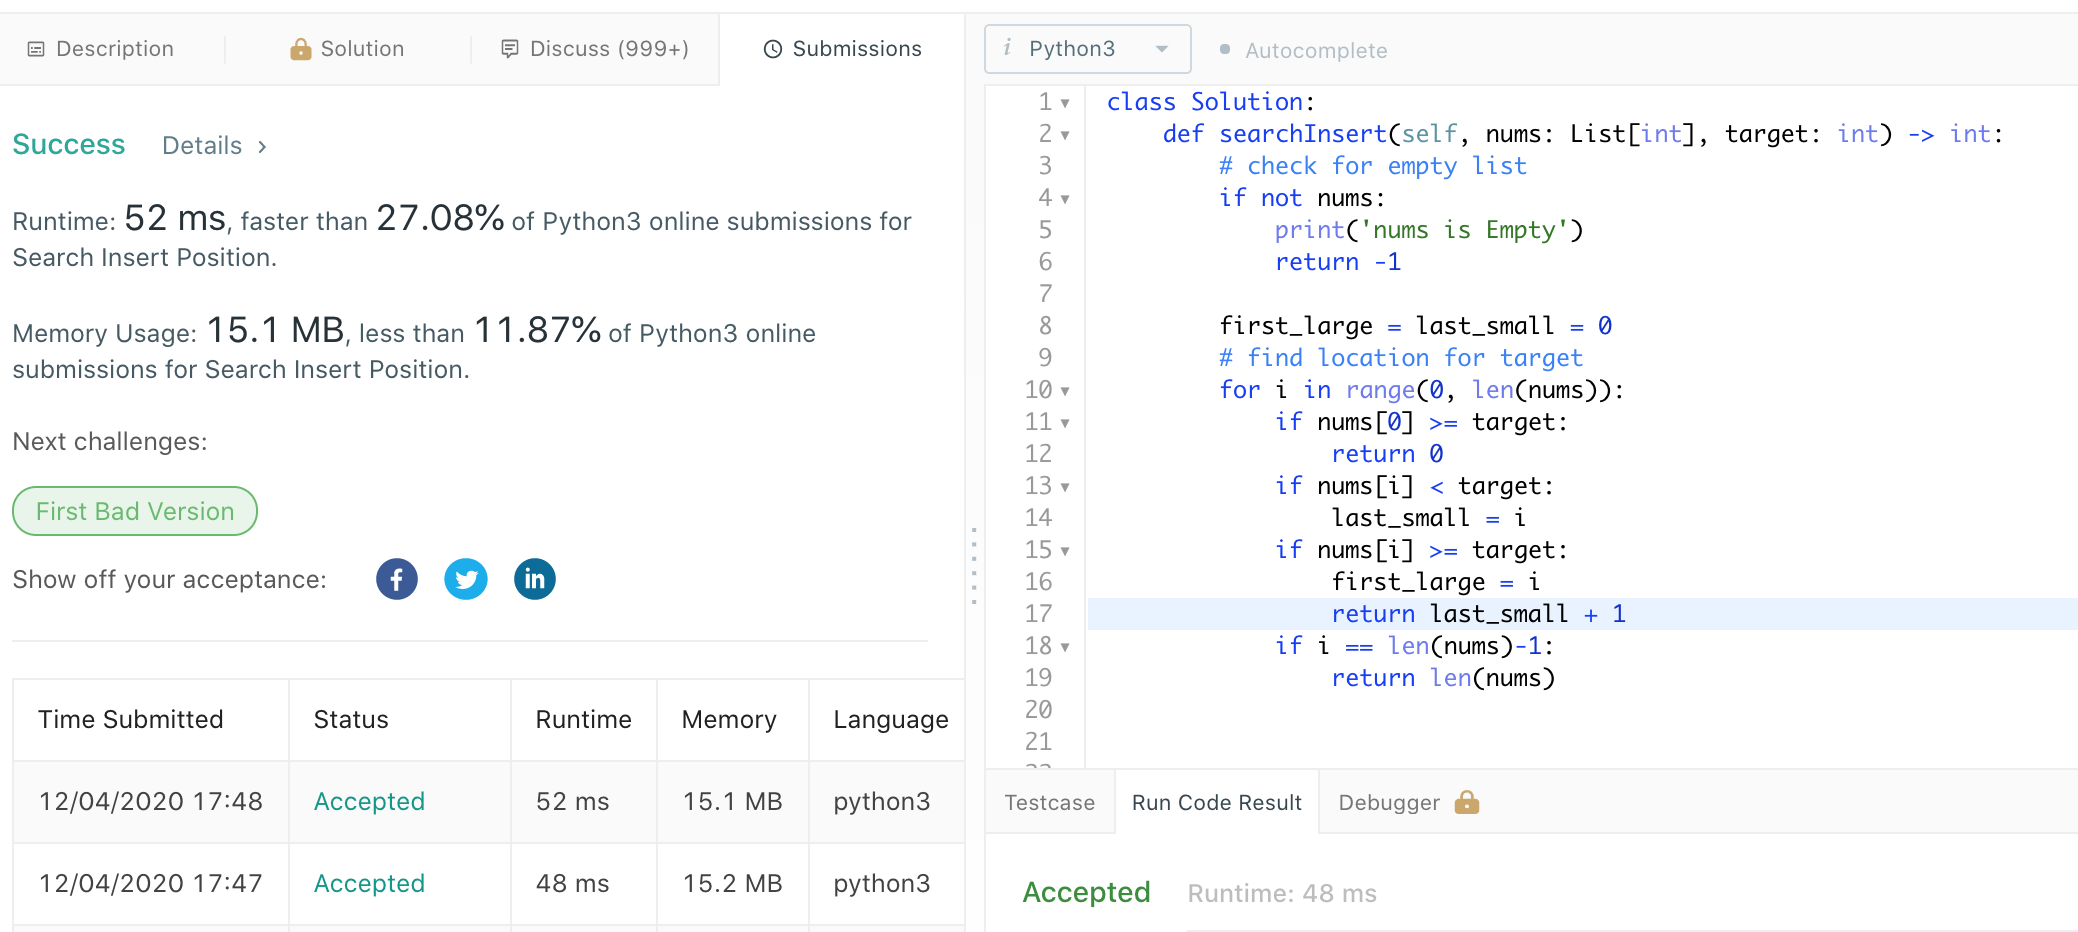 Description
Solution
Discuss (999+)
Submissions
Success Details >
Runtime: 52 ms, faster than 27.08% of Python3 online submissions for
Search Insert Position.
Memory Usage: 15.1 MB, less than 11.87% of Python3 online
submissions for Search Insert Position.
Next challenges:
First Bad Version
Show off your acceptance: f in
Time Submitted Status Runtime Memory Language
12/04/2020 17:48 Accepted 52 ms 15.1 MB python3
12/04/2020 17:47 Accepted 48 ms 15.2 MB python3
i Python3 Autocomplete
1 class Solution:
2     def searchInsert(self, nums: List[int], target: int) -> int:
3         # check for empty list
4         if not nums:
5             print('nums is Empty')
6             return -1
7
8         first_large = last_small = 0
9         # find location for target
10         for i in range(0, len(nums)):
11             if nums[0] >= target:
12                 return 0
13             if nums[i] < target:
14                 last_small = i
15             if nums[i] >= target:
16                 first_large = i
17                 return last_small + 1
18             if i == len(nums)-1:
19                 return len(nums)
20
21
Testcase Run Code Result Debugger
Accepted Runtime: 48 ms